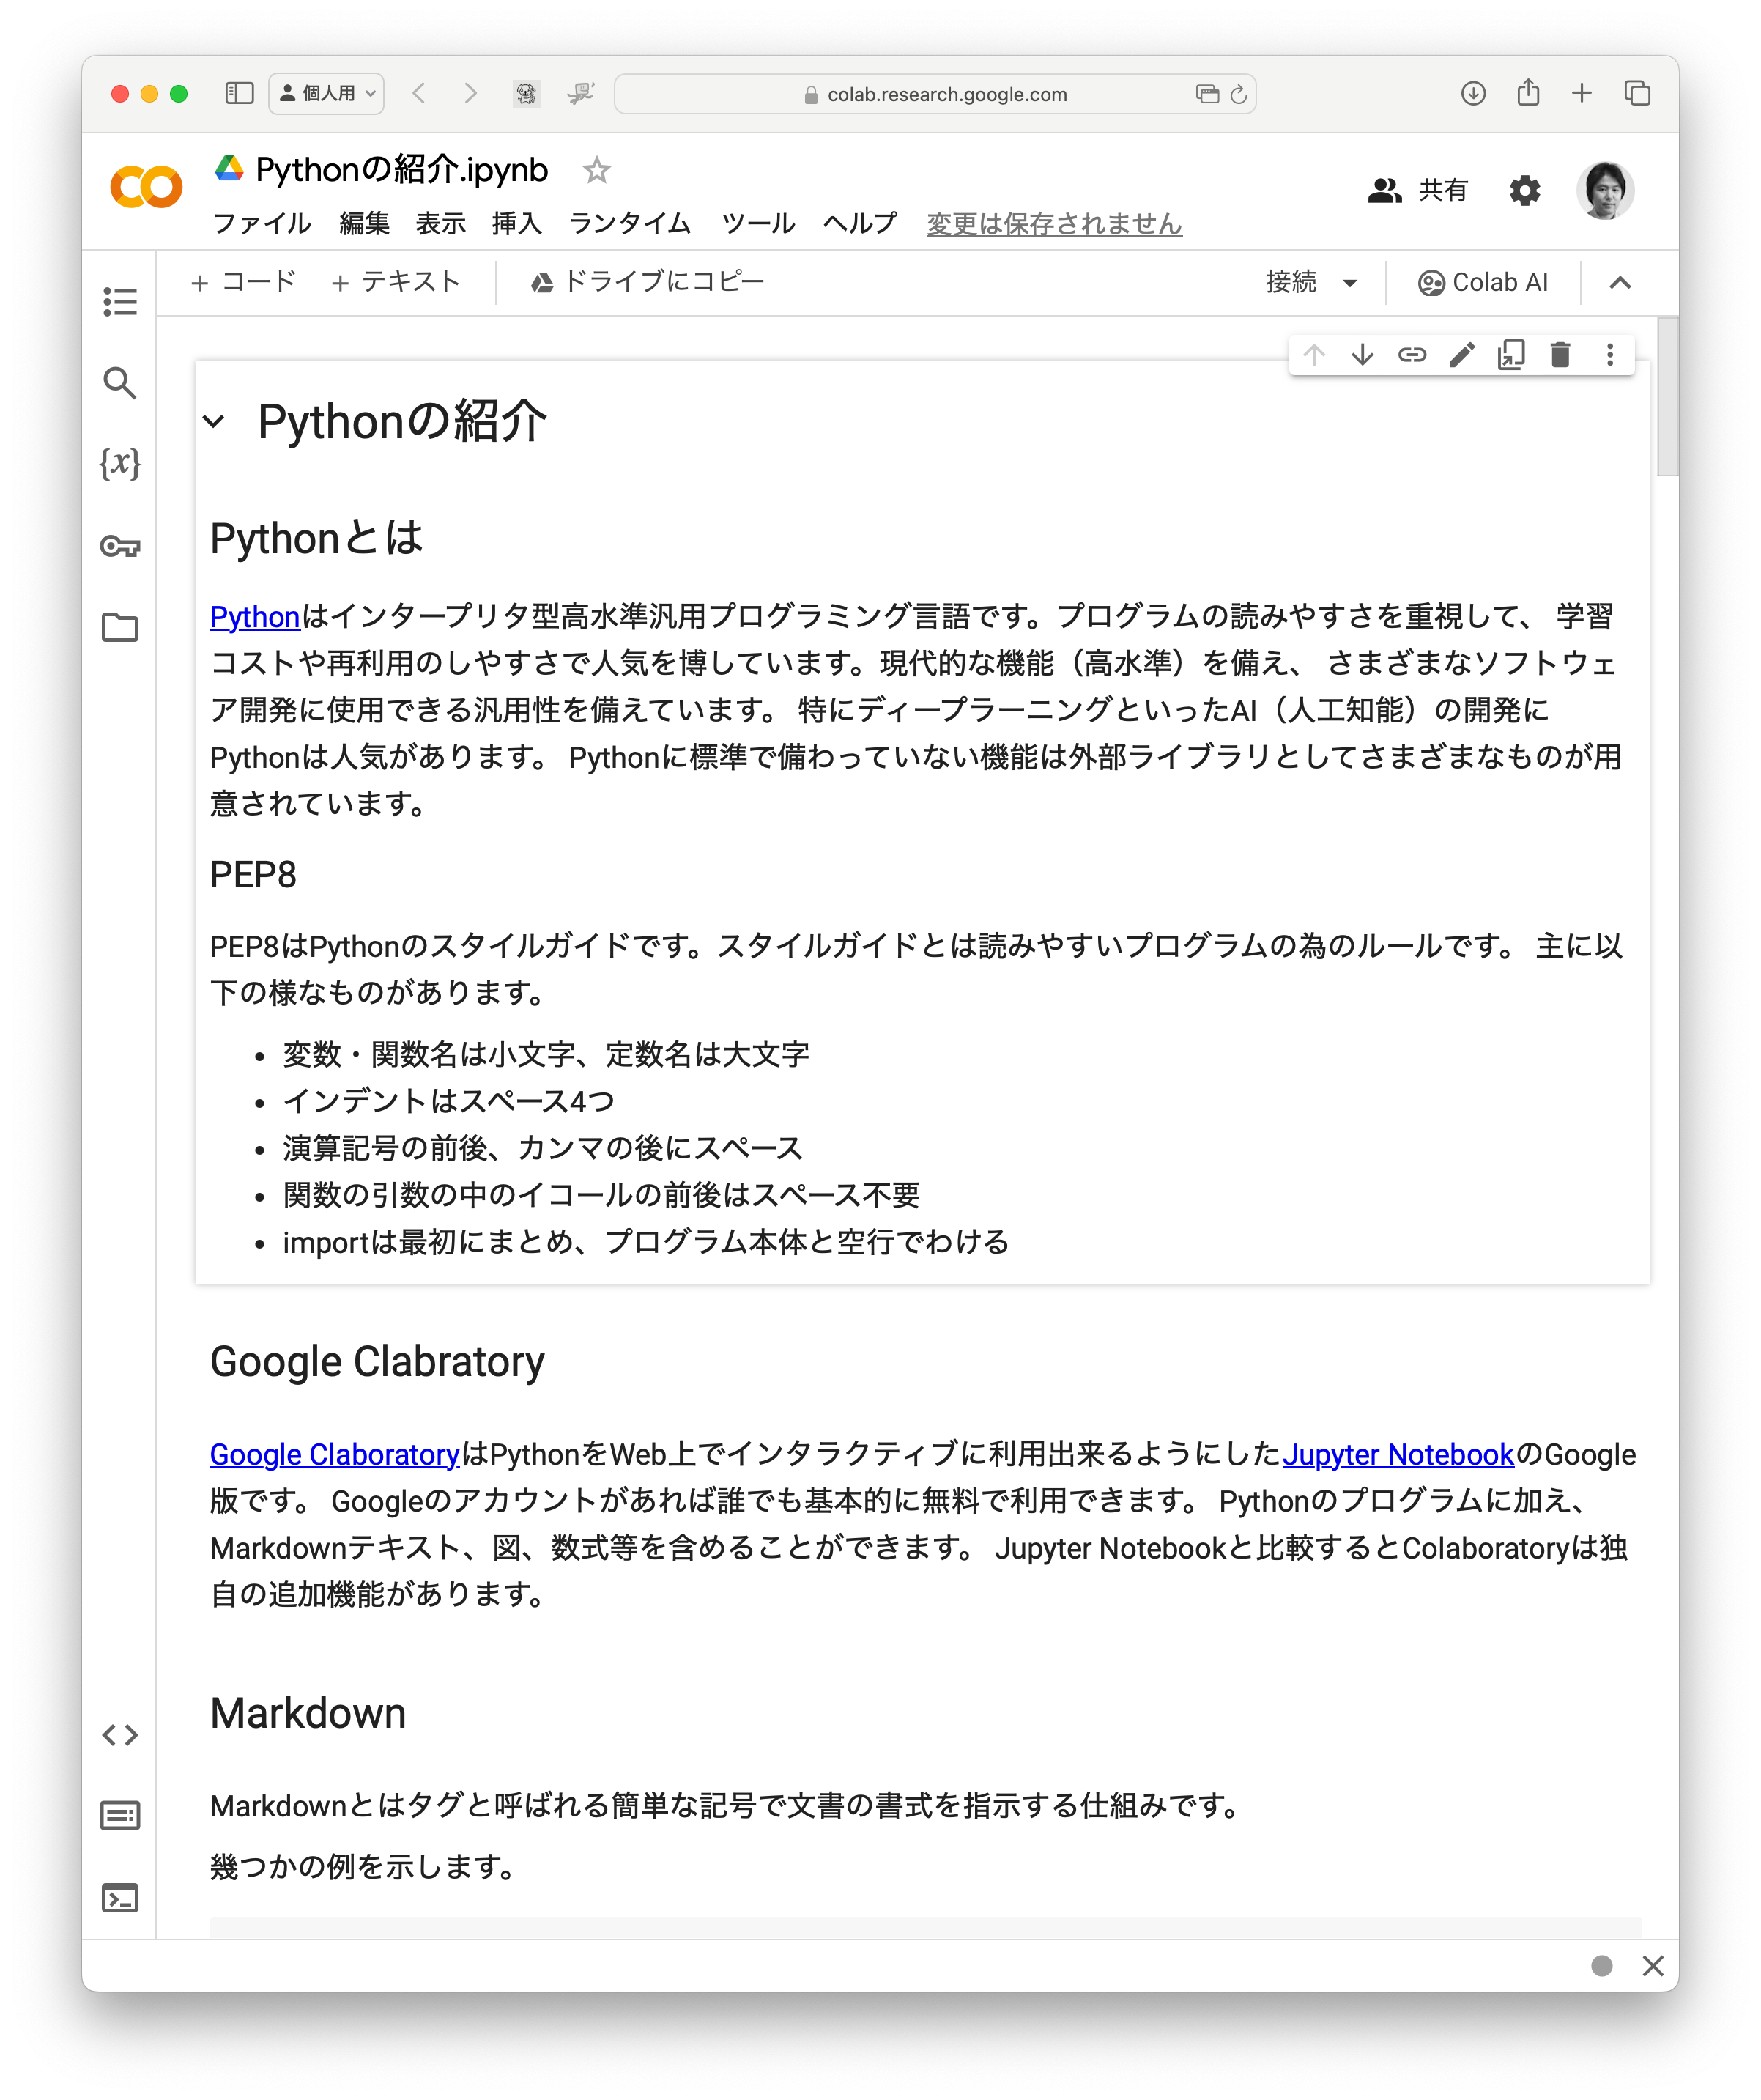 個人用
colab.research.google.com
Pythonの紹介.ipynb
共有
ファイル 編集 表示 挿入 ランタイム ツール ヘルプ 変更は保存されません
+ コード + テキスト ドライブにコピー 接続 Colab AI
{x}
Pythonの紹介
Pythonとは
Pythonはインタープリタ型高水準汎用プログラミング言語です。プログラムの読みやすさを重視して、 学習
コストや再利用のしやすさで人気を博しています。現代的な機能（高水準）を備え、 さまざまなソフトウェ
ア開発に使用できる汎用性を備えています。 特にディープラーニングといったAI（人工知能）の開発に
Pythonは人気があります。 Pythonに標準で備わっていない機能は外部ライブラリとしてさまざまなものが用
意されています。
PEP8
PEP8はPythonのスタイルガイドです。スタイルガイドとは読みやすいプログラムの為のルールです。 主に以
下の様なものがあります。
• 変数・関数名は小文字、定数名は大文字
• インデントはスペース4つ
• 演算記号の前後、カンマの後にスペース
• 関数の引数の中のイコールの前後はスペース不要
• importは最初にまとめ、プログラム本体と空行でわける
Google Clabratory
Google ClaboratoryはPythonをWeb上でインタラクティブに利用出来るようにしたJupyter NotebookのGoogle
版です。 Googleのアカウントがあれば誰でも基本的に無料で利用できます。 Pythonのプログラムに加え、
Markdownテキスト、図、数式等を含めることができます。 Jupyter Notebookと比較するとColaboratoryは独
自の追加機能があります。
Markdown
Markdownとはタグと呼ばれる簡単な記号で文書の書式を指示する仕組みです。
幾つかの例を示します。